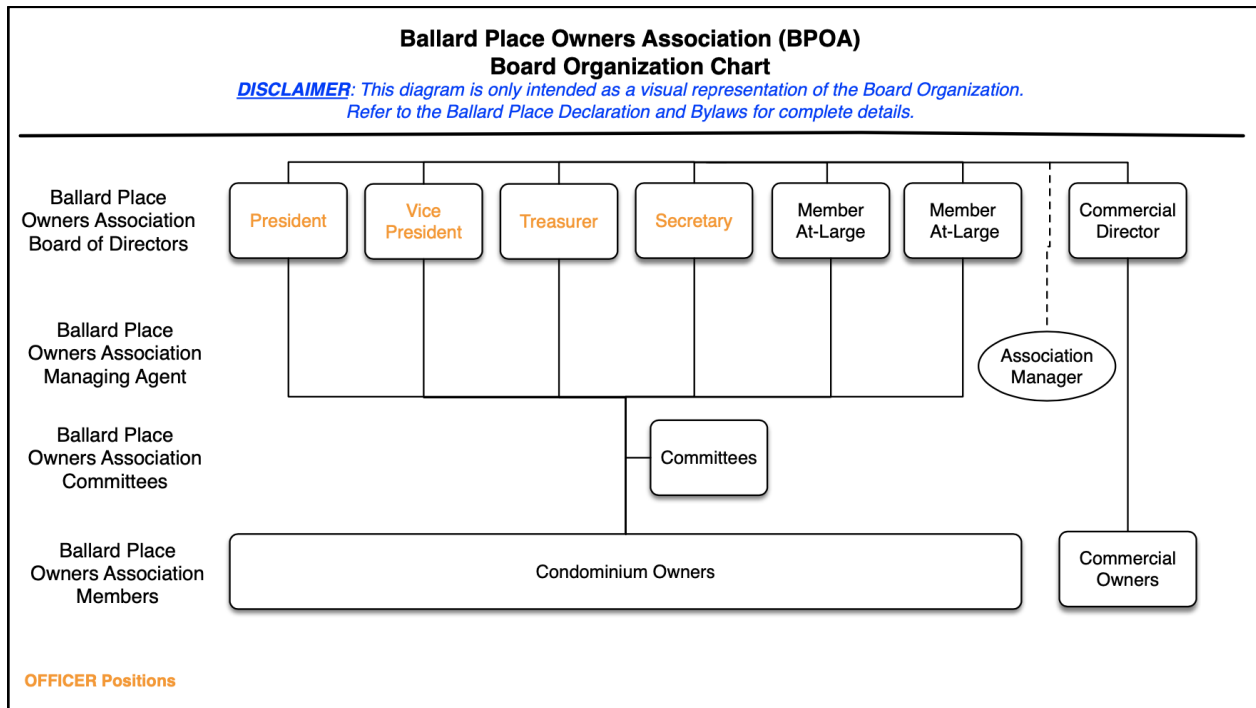 Ballard Place Owners Association (BPOA)
Board Organization Chart
DISCLAIMER: This diagram is only intended as a visual representation of the Board Organization.
Refer to the Ballard Place Declaration and Bylaws for complete details.
Ballard Place
Owners Association
Board of Directors
President
Vice
President
Treasurer
Secretary
Member
At-Large
Member
At-Large
Commercial
Director
Ballard Place
Owners Association
Managing Agent
Association
Manager
Ballard Place
Owners Association
Committees
Committees
Ballard Place
Owners Association
Members
Condominium Owners
Commercial
Owners
OFFICER Positions